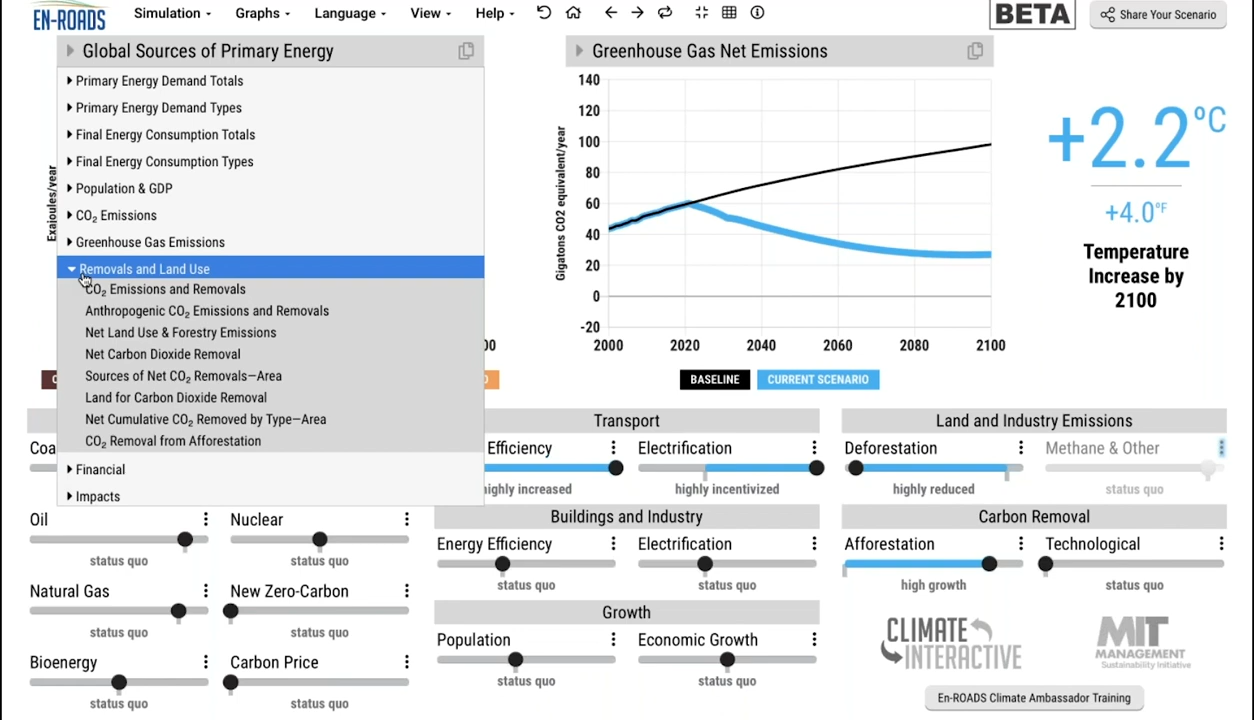 EN-ROADS
Simulation
Graphs
Language
View
Help
BETA
Share Your Scenario
Global Sources of Primary Energy
Primary Energy Demand Totals
Primary Energy Demand Types
Final Energy Consumption Totals
Final Energy Consumption Types
Population & GDP
CO₂ Emissions
Greenhouse Gas Emissions
Removals and Land Use
CO₂ Emissions and Removals
Anthropogenic CO₂ Emissions and Removals
Net Land Use & Forestry Emissions
Net Carbon Dioxide Removal
Sources of Net CO₂ Removals—Area
Land for Carbon Dioxide Removal
Net Cumulative CO₂ Removed by Type—Area
CO₂ Removal from Afforestation
Financial
Impacts
Exajoules/year
00
Greenhouse Gas Net Emissions
Gigatons CO2 equivalent/year
140
120
100
80
60
40
20
0
-20
2000 2020 2040 2060 2080 2100
BASELINE
CURRENT SCENARIO
+2.2°C
+4.0°F
Temperature
Increase by
2100
Coa
Oil
status quo
Nuclear
status quo
Natural Gas
status quo
New Zero-Carbon
status quo
Bioenergy
status quo
Carbon Price
status quo
Transport
Efficiency
highly increased
Electrification
highly incentivized
Buildings and Industry
Energy Efficiency
status quo
Electrification
status quo
Growth
Population
status quo
Economic Growth
status quo
Land and Industry Emissions
Deforestation
highly reduced
Methane & Other
status quo
Carbon Removal
Afforestation
high growth
Technological
status quo
CLIMATE
INTERACTIVE
MIT
MANAGEMENT
Sustainability Initiative
En-ROADS Climate Ambassador Training